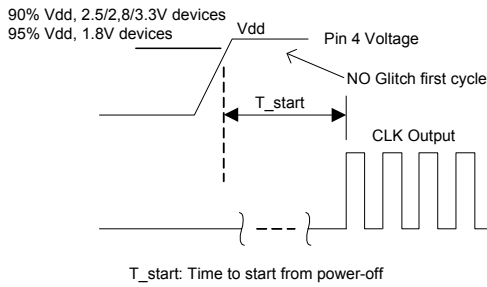 90% Vdd, 2.5/2,8/3.3V devices
95% Vdd, 1.8V devices
Vdd
Pin 4 Voltage
NO Glitch first cycle
T_start
CLK Output
T_start: Time to start from power-off